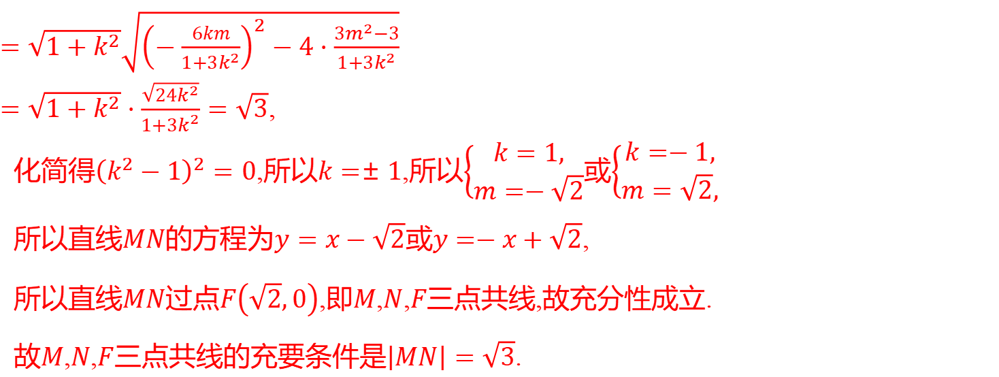 $=\sqrt{1+k^2}\sqrt{\left(-\frac{6km}{1+3k^2}\right)^2-4\cdot\frac{3m^2-3}{1+3k^2}}$
$=\sqrt{1+k^2}\cdot\frac{\sqrt{24k^2}}{1+3k^2}=\sqrt{3}$,
化简得$(k^2-1)^2=0$,所以$k=\pm 1$,所以$\begin{cases}k=1,\\m=-\sqrt{2}\end{cases}$或$\begin{cases}k=-1,\\m=\sqrt{2},\end{cases}$
所以直线$MN$的方程为$y=x-\sqrt{2}$或$y=-x+\sqrt{2}$,
所以直线$MN$过点$F(\sqrt{2},0)$,即$M$,$N$,$F$三点共线,故充分性成立.
故$M$,$N$,$F$三点共线的充要条件是$|MN|=\sqrt{3}$.